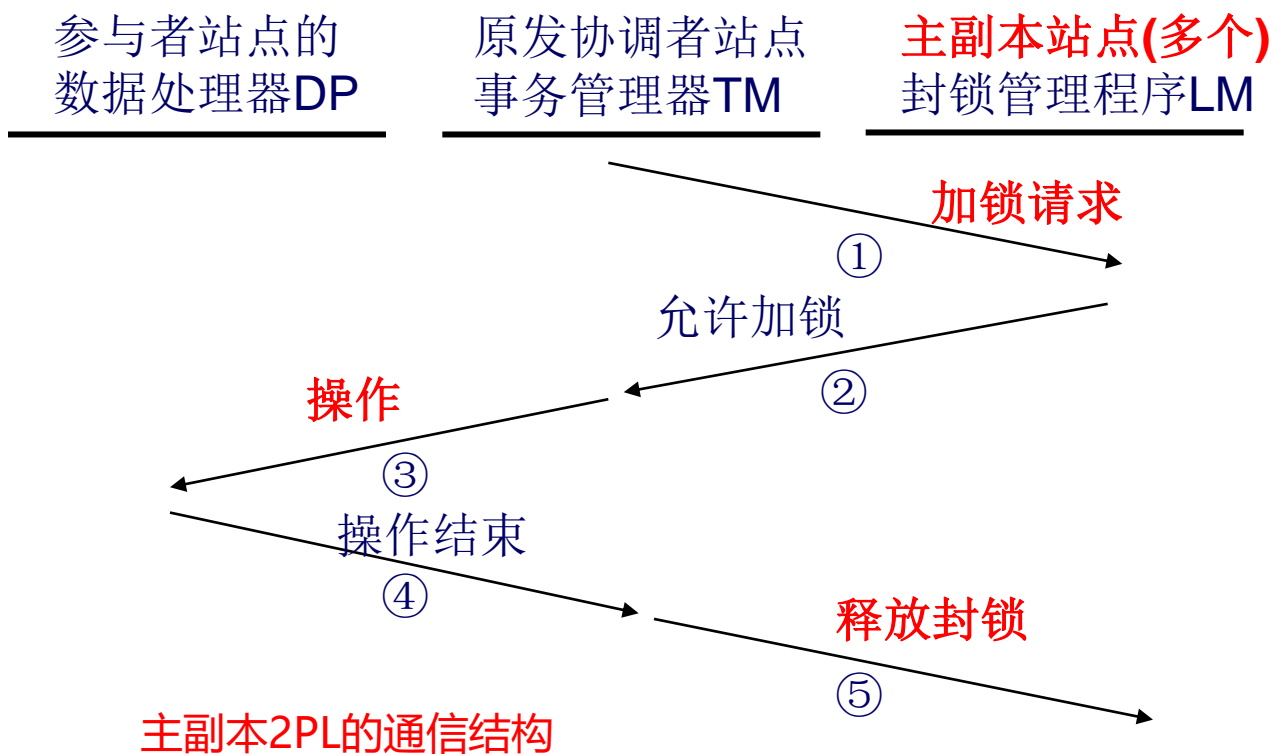 参与者站点的
数据处理器DP
原发协调者站点
事务管理器TM
主副本站点(多个)
封锁管理程序LM
加锁请求
①
允许加锁
②
操作
③
操作结束
④
释放封锁
⑤
主副本2PL的通信结构